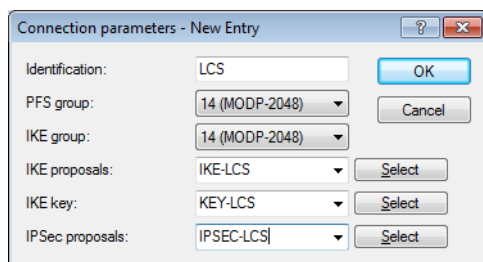 Connection parameters - New Entry
Identification: LCS OK
PFS group: 14 (MODP-2048) Cancel
IKE group: 14 (MODP-2048)
IKE proposals: IKE-LCS Select
IKE key: KEY-LCS Select
IPSec proposals: IPSEC-LCS Select